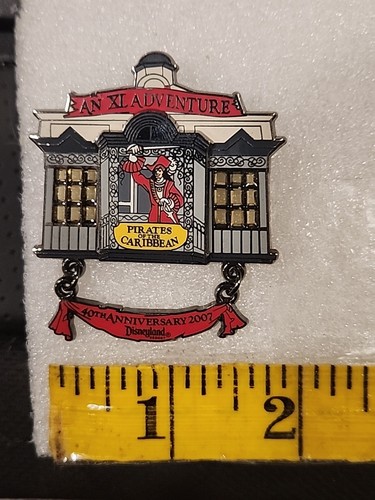 AN XL ADVENTURE
PIRATES
OF THE
CARIBBEAN
40TH ANNIVERSARY 2007
Disneyland
1 2